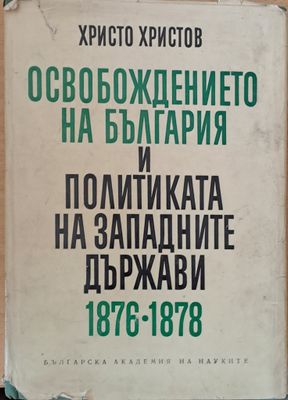 ХРИСТО ХРИСТОВ
ОСВОБОЖДЕНИЕТО
НА БЪЛГАРИЯ
И
ПОЛИТИКАТА
НА ЗАПАДНИТЕ
ДЪРЖАВИ
1876•1878
БЪЛГАРСКА АКАДЕМИЯ НА НАУКИТЕ